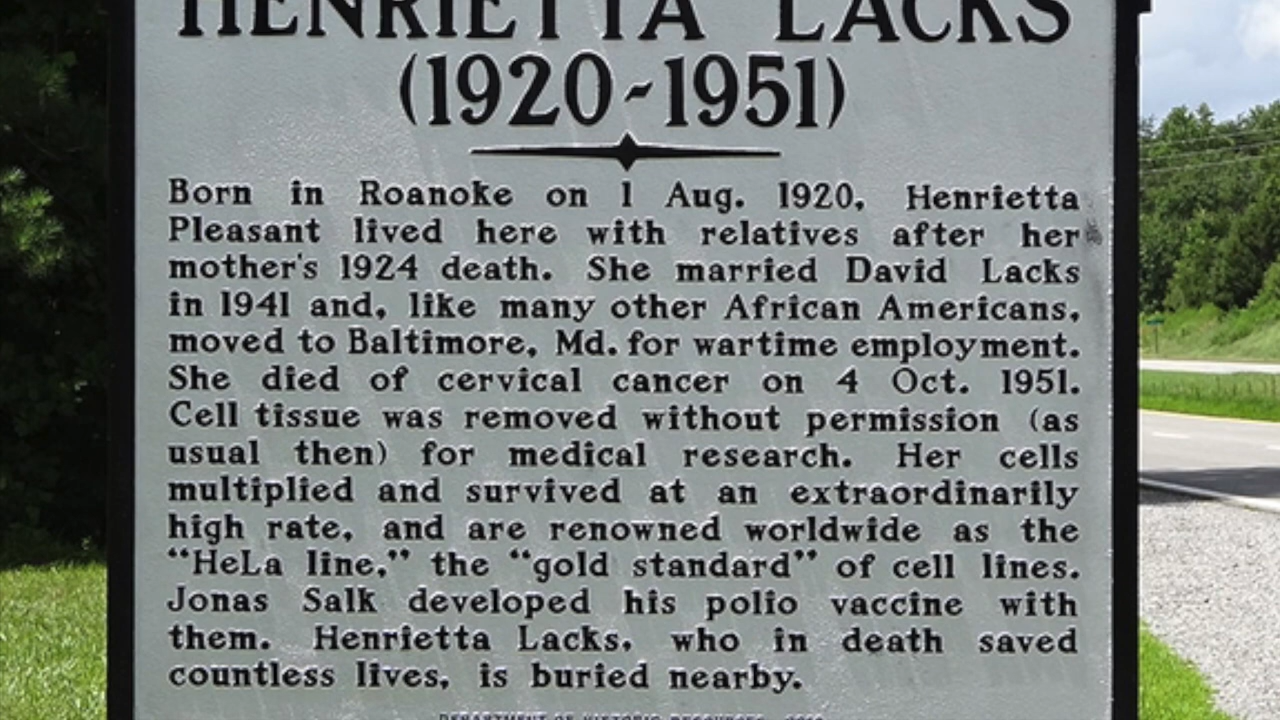 HENRIETTA LACKS
(1920-1951)
Born in Roanoke on 1 Aug. 1920, Henrietta
Pleasant lived here with relatives after her
mother's 1924 death. She married David Lacks
in 1941 and, like many other African Americans,
moved to Baltimore, Md. for wartime employment.
She died of cervical cancer on 4 Oct. 1951.
Cell tissue was removed without permission (as
usual then) for medical research. Her cells
multiplied and survived at an extraordinarily
high rate, and are renowned worldwide as the
“HeLa line,” the “gold standard” of cell lines.
Jonas Salk developed his polio vaccine with
them. Henrietta Lacks, who in death saved
countless lives, is buried nearby.
DEPARTMENT OF HISTORIC RESOURCES,